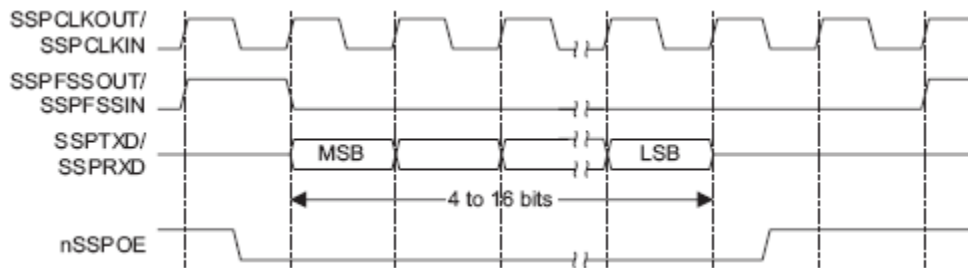 SSPCLKOUT/
SSPCLKIN
SSPFSSOUT/
SSPFSSIN
SSPTXD/
SSPRXD
MSB
LSB
4 to 16 bits
nSSPOE